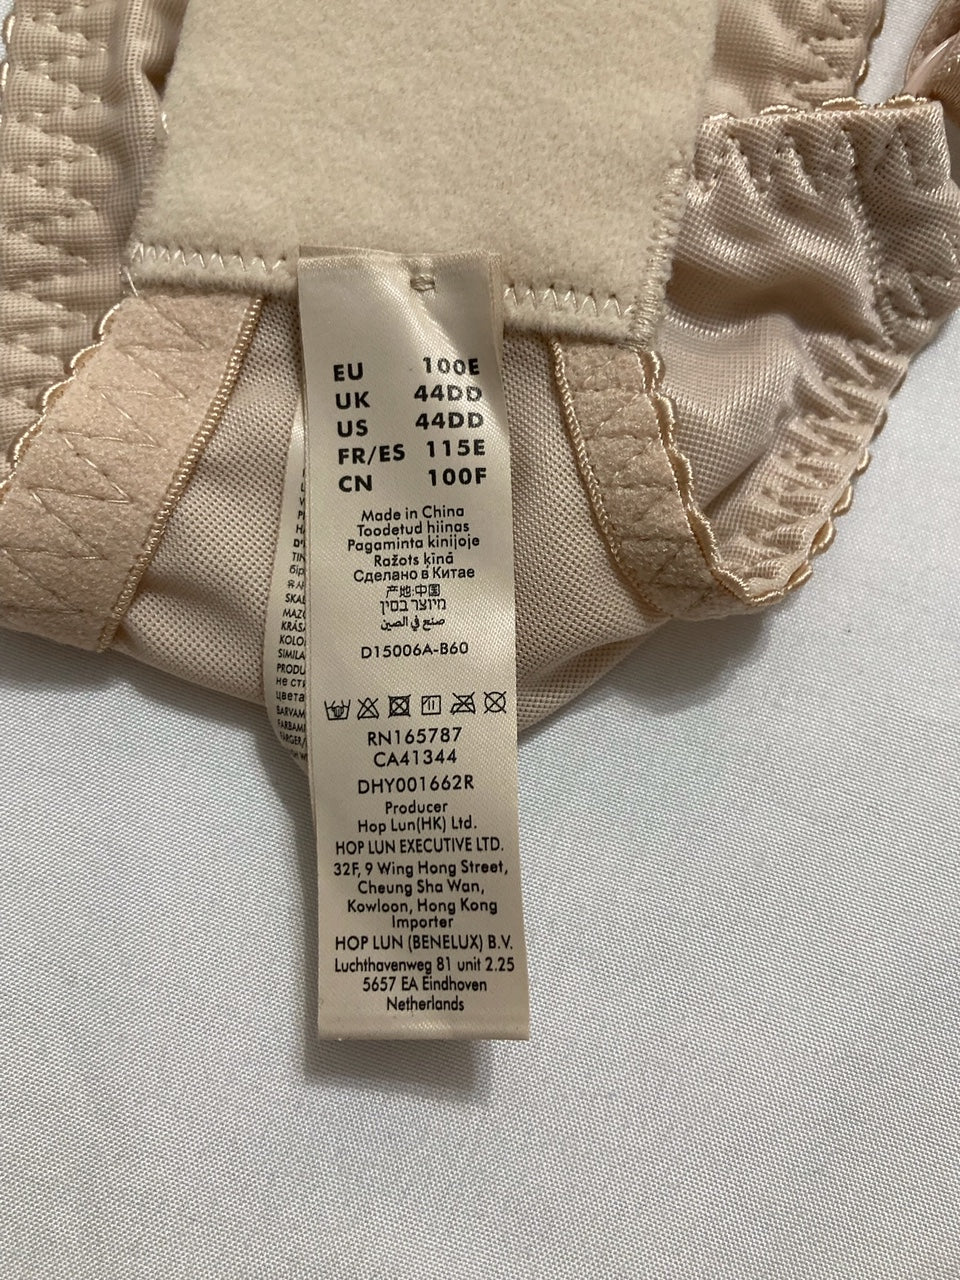 EU 100E
UK 44DD
US 44DD
FR/ES 115E
CN 100F
Made in China
Toodetud hiinas
Pagaminta kinijoje
Ražots ķīnā
Сделано в Китае
产地:中国
מיוצר בסין
صنع في الصين
D15006A-B60
RN165787
CA41344
DHY001662R
Producer
Hop Lun(HK) Ltd.
HOP LUN EXECUTIVE LTD.
32F, 9 Wing Hong Street,
Cheung Sha Wan,
Kowloon, Hong Kong
Importer
HOP LUN (BENELUX) B.V.
Luchthavenweg 81 unit 2.25
5657 EA Eindhoven
Netherlands